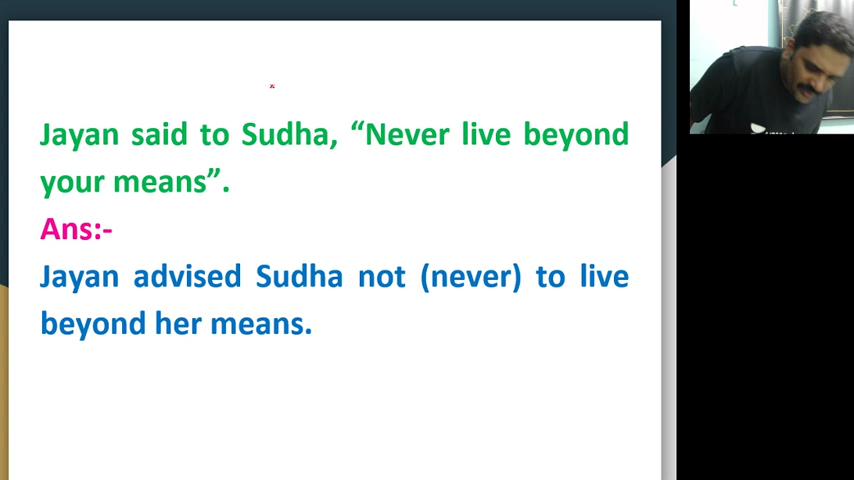 Jayan said to Sudha, “Never live beyond
your means”.
Ans:-
Jayan advised Sudha not (never) to live
beyond her means.